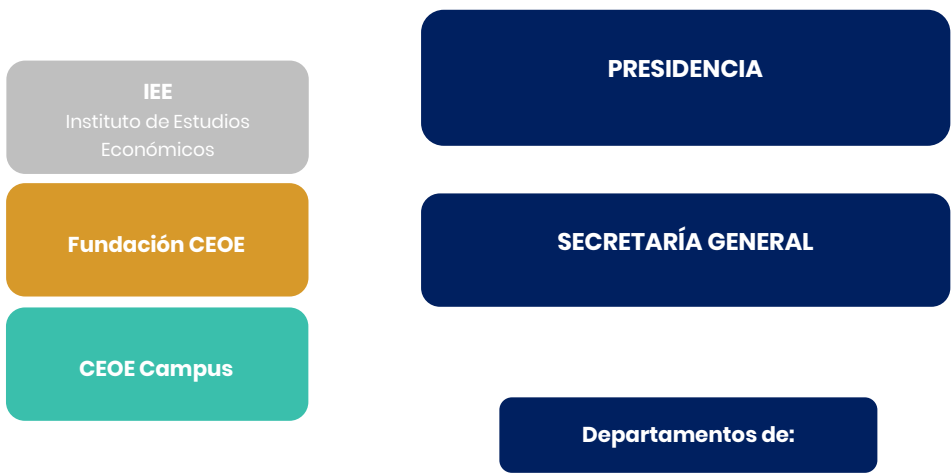 IEE
Instituto de Estudios
Económicos
Fundación CEOE
CEOE Campus
PRESIDENCIA
SECRETARÍA GENERAL
Departamentos de: